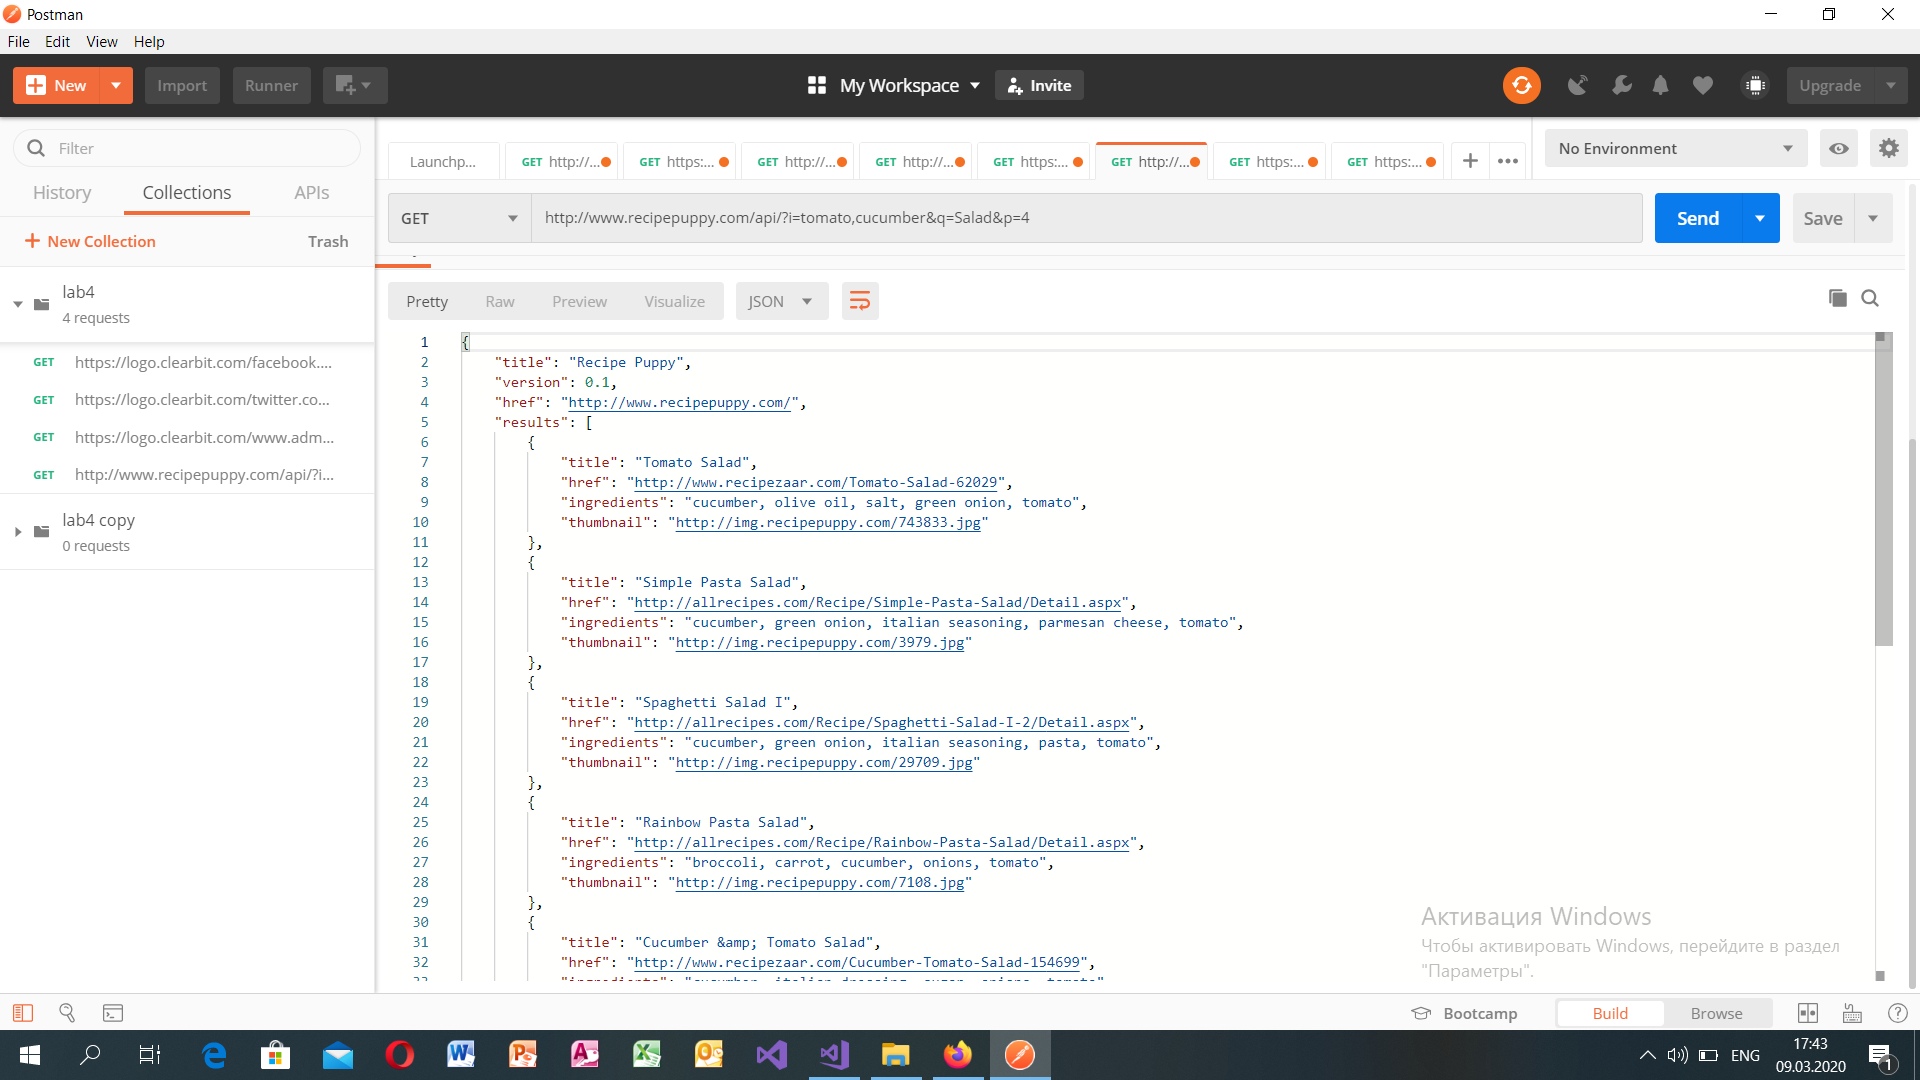 Postman
File Edit View Help
New Import Runner My Workspace Invite Upgrade
Filter
History Collections APIs
New Collection Trash
lab4
4 requests
GET https://logo.clearbit.com/facebook....
GET https://logo.clearbit.com/twitter.co...
GET https://logo.clearbit.com/www.adm...
GET http://www.recipepuppy.com/api/?i...
lab4 copy
0 requests
Launchp... GET http://... GET https:... GET http://... GET http://... GET https:... GET http://... GET https:... GET https:... + •••
No Environment
GET http://www.recipepuppy.com/api/?i=tomato,cucumber&q=Salad&p=4 Send Save
Pretty Raw Preview Visualize JSON
1 {
2 "title": "Recipe Puppy",
3 "version": 0.1,
4 "href": "http://www.recipepuppy.com/",
5 "results": [
6 {
7 "title": "Tomato Salad",
8 "href": "http://www.recipezaar.com/Tomato-Salad-62029",
9 "ingredients": "cucumber, olive oil, salt, green onion, tomato",
10 "thumbnail": "http://img.recipepuppy.com/743833.jpg"
11 },
12 {
13 "title": "Simple Pasta Salad",
14 "href": "http://allrecipes.com/Recipe/Simple-Pasta-Salad/Detail.aspx",
15 "ingredients": "cucumber, green onion, italian seasoning, parmesan cheese, tomato",
16 "thumbnail": "http://img.recipepuppy.com/3979.jpg"
17 },
18 {
19 "title": "Spaghetti Salad I",
20 "href": "http://allrecipes.com/Recipe/Spaghetti-Salad-I-2/Detail.aspx",
21 "ingredients": "cucumber, green onion, italian seasoning, pasta, tomato",
22 "thumbnail": "http://img.recipepuppy.com/29709.jpg"
23 },
24 {
25 "title": "Rainbow Pasta Salad",
26 "href": "http://allrecipes.com/Recipe/Rainbow-Pasta-Salad/Detail.aspx",
27 "ingredients": "broccoli, carrot, cucumber, onions, tomato",
28 "thumbnail": "http://img.recipepuppy.com/7108.jpg"
29 },
30 {
31 "title": "Cucumber &amp; Tomato Salad",
32 "href": "http://www.recipezaar.com/Cucumber-Tomato-Salad-154699",
Активация Windows
Чтобы активировать Windows, перейдите в раздел
"Параметры".
Bootcamp Build Browse
ENG 17:43
09.03.2020
1